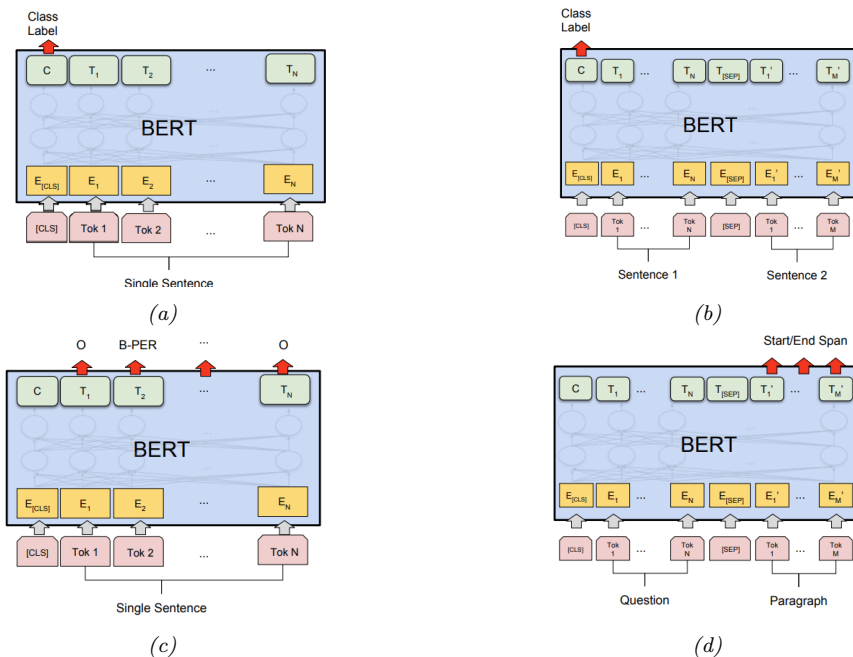 Class
Label
C T1 T2 ... TN
...
...
BERT
E[CLS] E1 E2 ... EN
[CLS] Tok 1 Tok 2 ... Tok N
Single Sentence
(a)
Class
Label
C T1 ... TN T[SEP] T1' ... TM'
...
...
BERT
E[CLS] E1 ... EN E[SEP] E1' ... EM'
[CLS] Tok 1 ... Tok N [SEP] Tok 1 ... Tok M
Sentence 1 Sentence 2
(b)
O B-PER ... O
C T1 T2 ... TN
...
...
BERT
E[CLS] E1 E2 ... EN
[CLS] Tok 1 Tok 2 ... Tok N
Single Sentence
(c)
Start/End Span
C T1 ... TN T[SEP] T1' ... TM'
...
...
BERT
E[CLS] E1 ... EN E[SEP] E1' ... EM'
[CLS] Tok 1 ... Tok N [SEP] Tok 1 ... Tok M
Question Paragraph
(d)